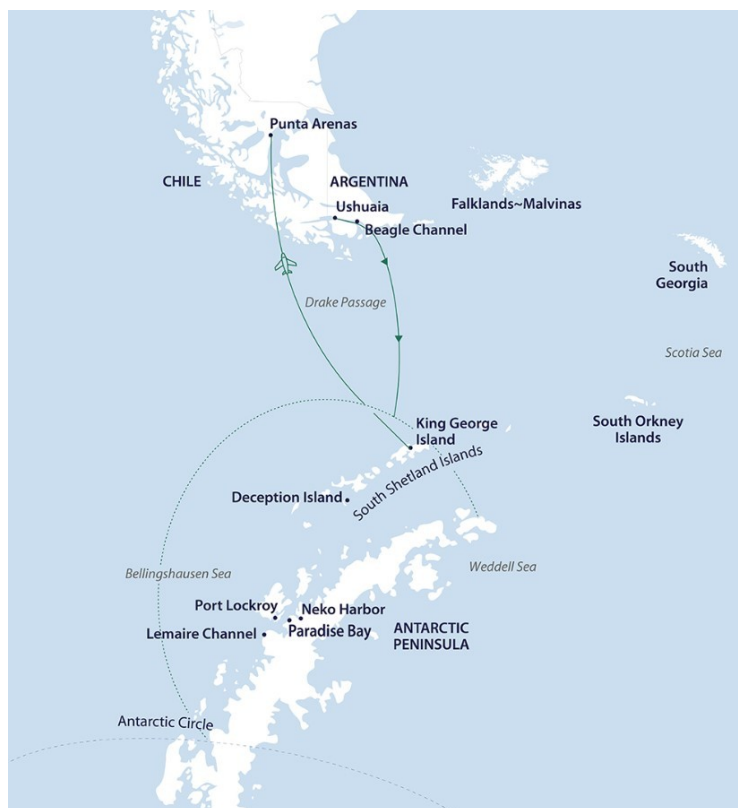 Punta Arenas
CHILE
ARGENTINA
Ushuaia
Beagle Channel
Falklands~Malvinas
South
Georgia
Drake Passage
Scotia Sea
King George
Island
South Orkney
Islands
South Shetland Islands
Deception Island
Bellingshausen Sea
Weddell Sea
Port Lockroy
Neko Harbor
Lemaire Channel
Paradise Bay
ANTARCTIC
PENINSULA
Antarctic Circle